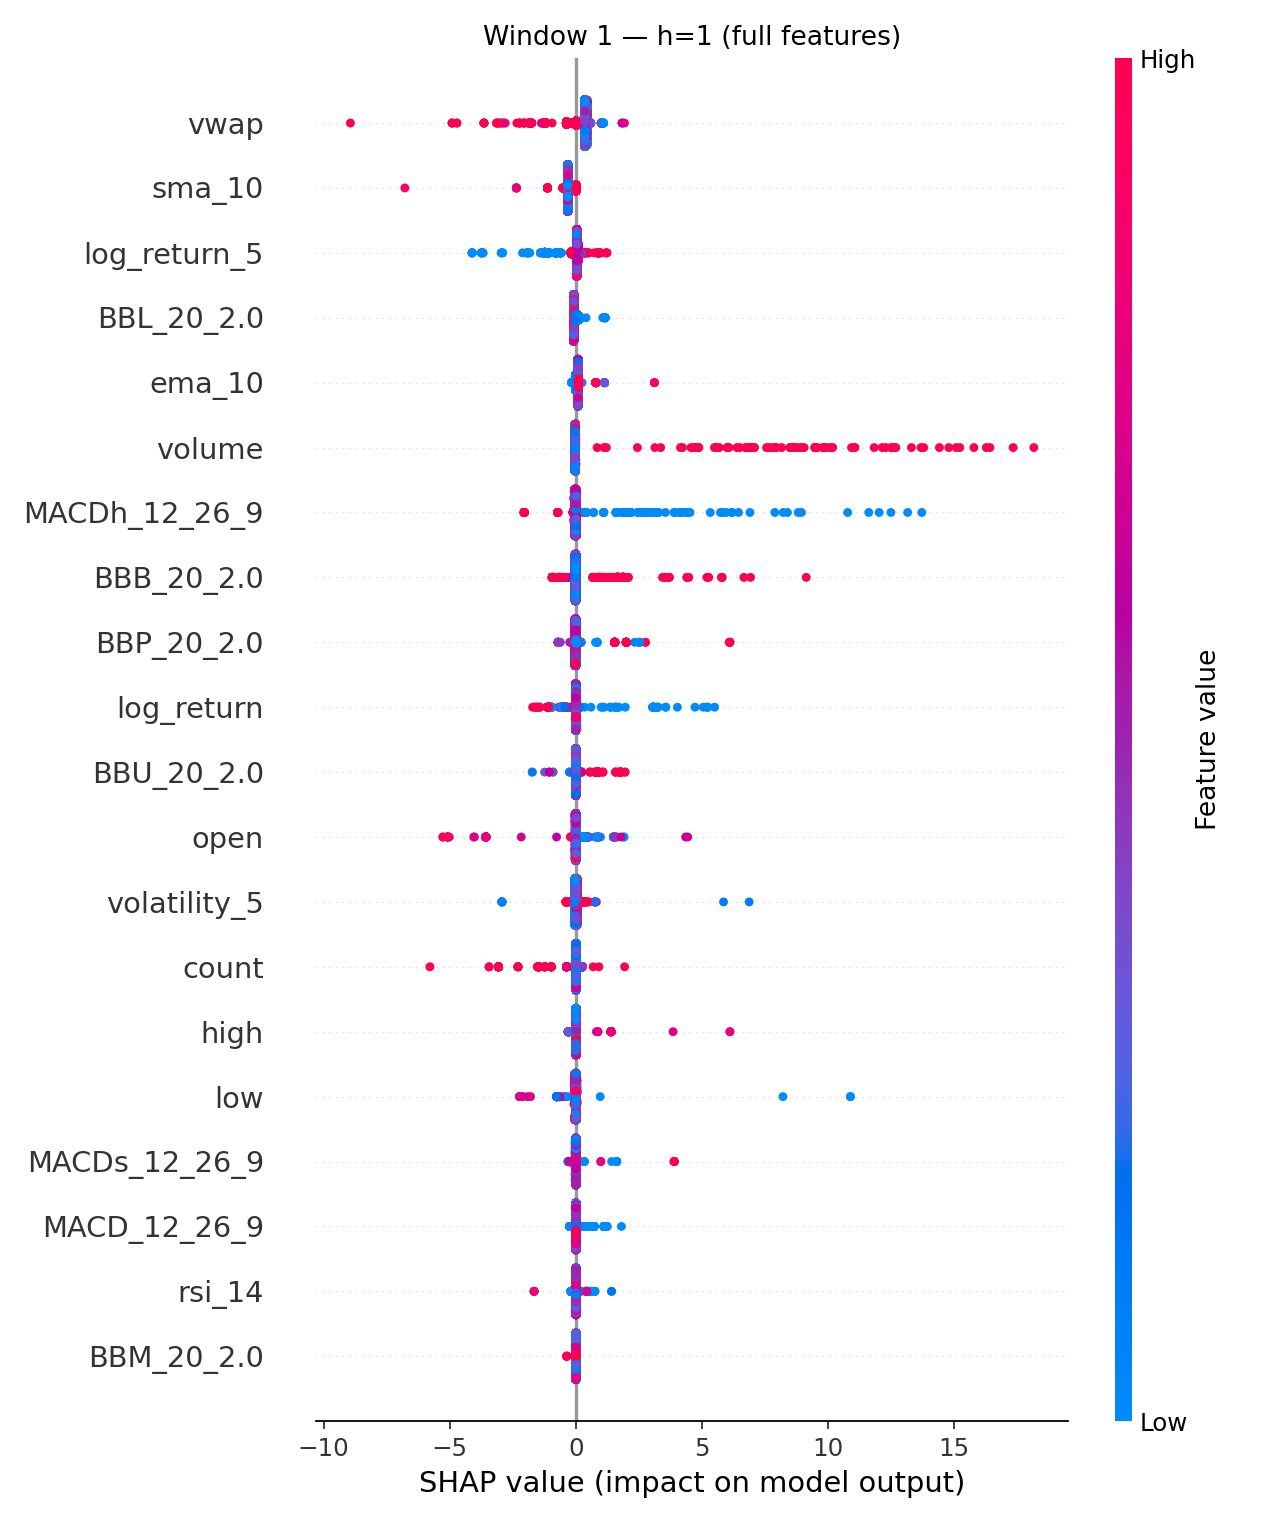 Window 1 — h=1 (full features)
High
vwap
sma_10
log_return_5
BBL_20_2.0
ema_10
volume
MACDh_12_26_9
BBB_20_2.0
BBP_20_2.0
log_return
BBU_20_2.0
open
volatility_5
count
high
low
MACDs_12_26_9
MACD_12_26_9
rsi_14
BBM_20_2.0
Feature value
Low
−10 −5 0 5 10 15
SHAP value (impact on model output)